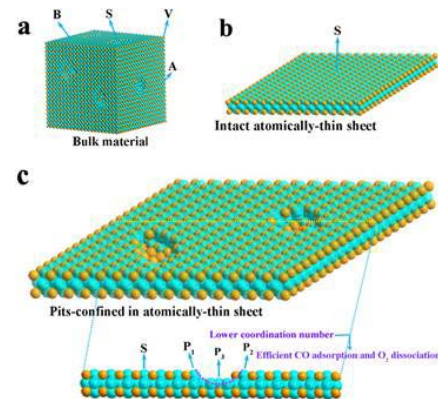 a
B
S
V
A
Bulk material
b
S
Intact atomically-thin sheet
c
Pits-confined in atomically-thin sheet
Lower coordination number
S
P1
P3
P2
Efficient CO adsorption and O2 dissociation